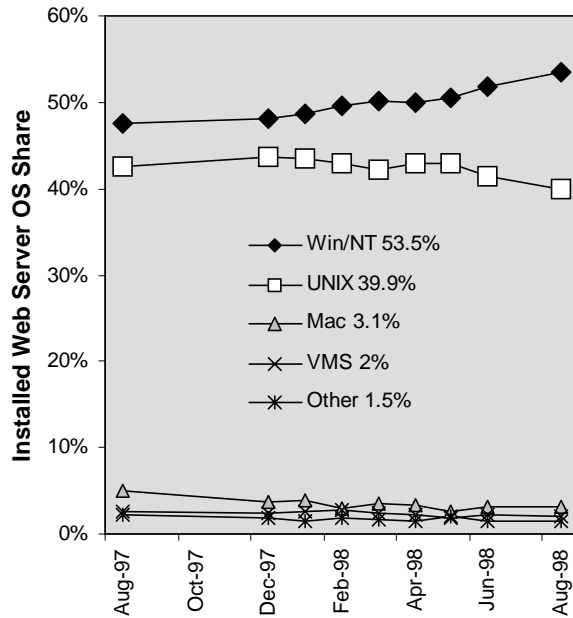 60%
50%
40%
30%
20%
10%
0%
Installed Web Server OS Share
Win/NT 53.5%
UNIX 39.9%
Mac 3.1%
VMS 2%
Other 1.5%
Aug-97
Oct-97
Dec-97
Feb-98
Apr-98
Jun-98
Aug-98